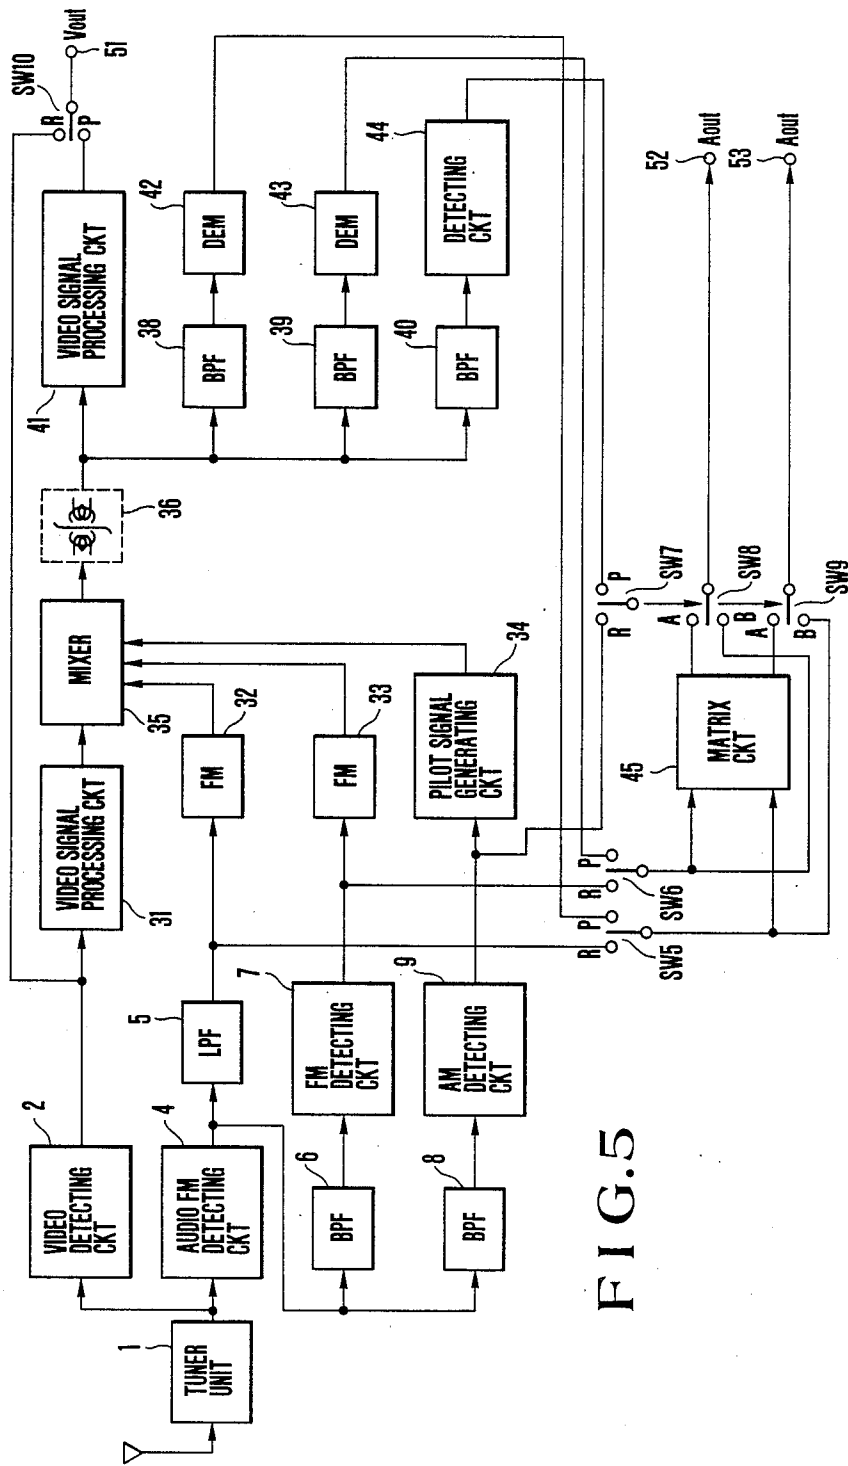 1
TUNER
UNIT
2
VIDEO
DETECTING
CKT
4
AUDIO FM
DETECTING
CKT
5
LPF
6
BPF
7
FM
DETECTING
CKT
8
BPF
9
AM
DETECTING
CKT
31
VIDEO SIGNAL
PROCESSING CKT
32
FM
33
FM
34
PILOT SIGNAL
GENERATING
CKT
35
MIXER
36
41
VIDEO SIGNAL
PROCESSING CKT
38
BPF
39
BPF
40
BPF
42
DEM
43
DEM
44
DETECTING
CKT
SW10
R
P
Vout
51
R
P
SW5
R
P
SW6
R
P
SW7
45
MATRIX
CKT
A
B
SW8
A
B
SW9
52
Aout
53
Aout
FIG.5